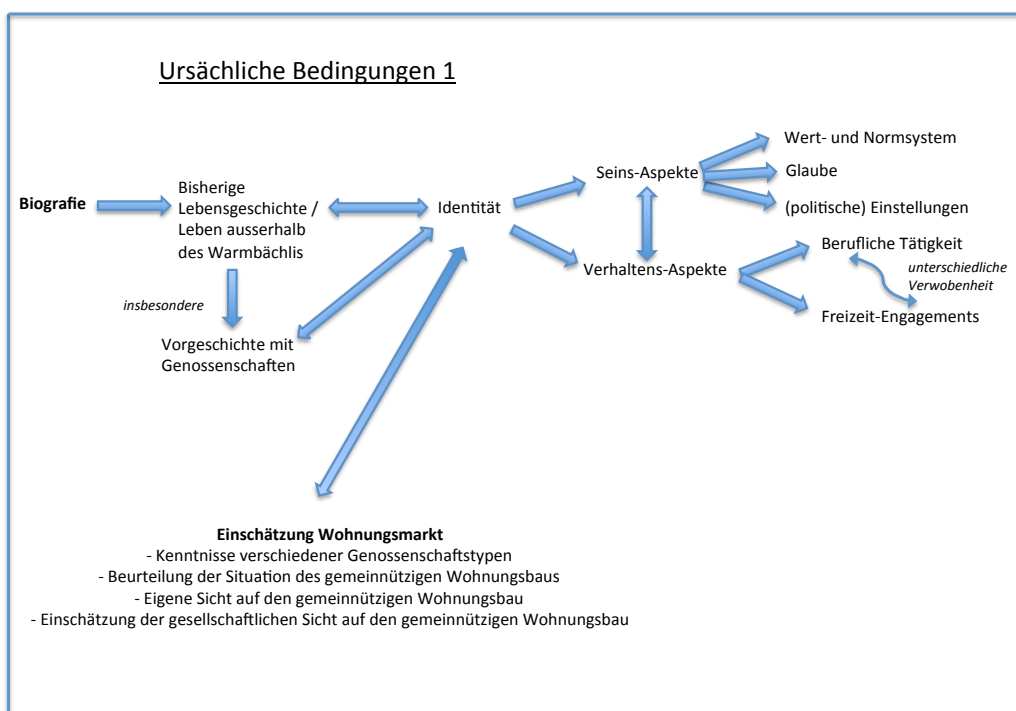 Ursächliche Bedingungen 1
Biografie
Bisherige
Lebensgeschichte /
Leben ausserhalb
des Warmbächlis
insbesondere
Vorgeschichte mit
Genossenschaften
Identität
Seins-Aspekte
Verhaltens-Aspekte
Wert- und Normsystem
Glaube
(politische) Einstellungen
Berufliche Tätigkeit
unterschiedliche
Verwobenheit
Freizeit-Engagements
Einschätzung Wohnungsmarkt
- Kenntnisse verschiedener Genossenschaftstypen
- Beurteilung der Situation des gemeinnützigen Wohnungsbaus
- Eigene Sicht auf den gemeinnützigen Wohnungsbau
- Einschätzung der gesellschaftlichen Sicht auf den gemeinnützigen Wohnungsbau